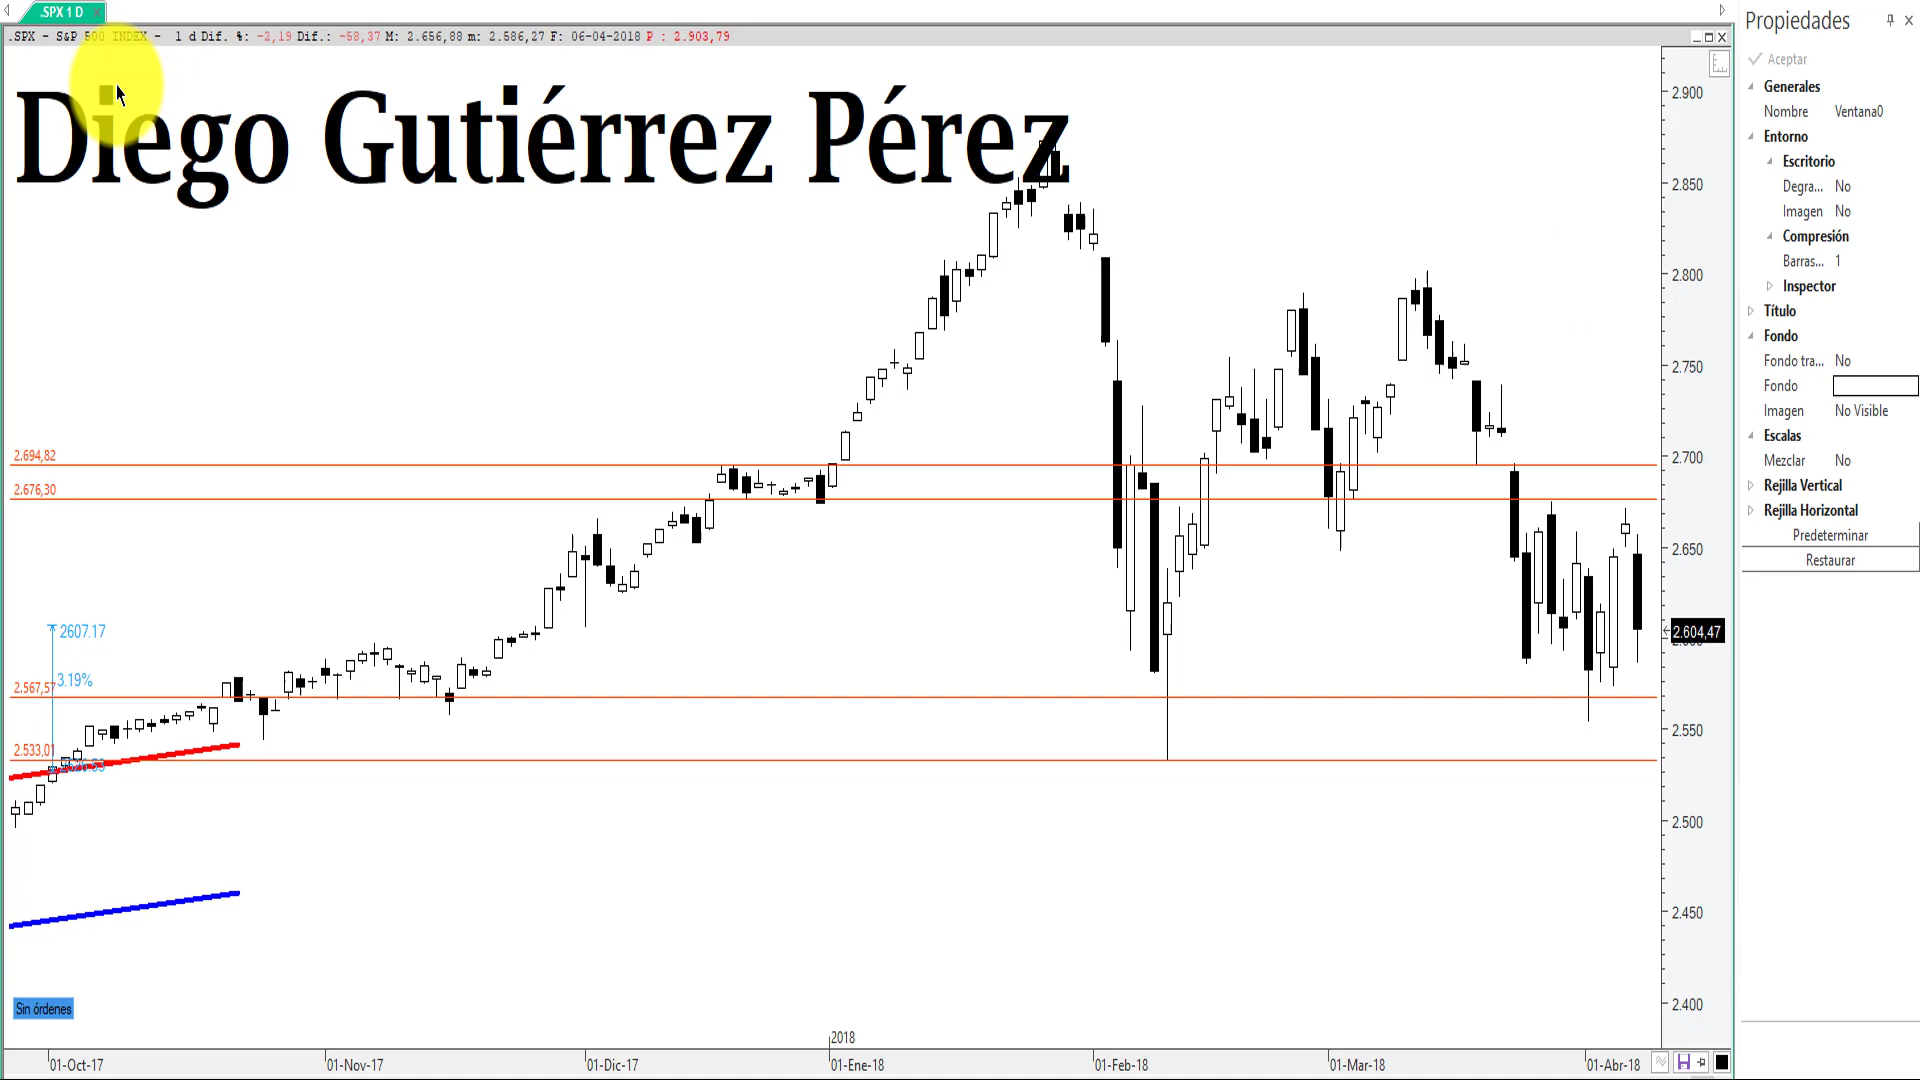 .SPX 1 D
.SPX - S&P 500 INDEX - 1 d Dif. %: -2,19 Dif.: -58,37 M: 2.656,88 m: 2.586,27 F: 06-04-2018 P : 2.903,79
Diego Gutiérrez Pérez
2.900
2.850
2.800
2.750
2.700
2.650
2.604,47
2.550
2.500
2.450
2.400
2.694,82
2.676,30
2607.17
3.19%
2.567,57
2.533,01
Sin órdenes
2018
01-Oct-17
01-Nov-17
01-Dic-17
01-Ene-18
01-Feb-18
01-Mar-18
01-Abr-18
Propiedades
Aceptar
Generales
Nombre Ventana0
Entorno
Escritorio
Degra... No
Imagen No
Compresión
Barras... 1
Inspector
Título
Fondo
Fondo tra... No
Fondo
Imagen No Visible
Escalas
Mezclar No
Rejilla Vertical
Rejilla Horizontal
Predeterminar
Restaurar